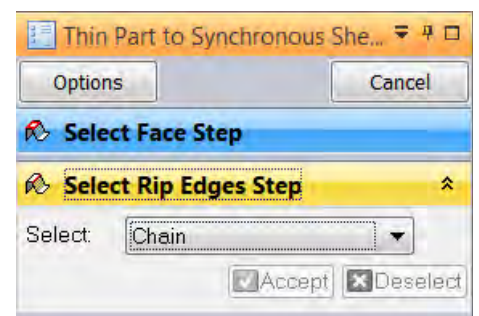 Thin Part to Synchronous She...
Options Cancel
Select Face Step
Select Rip Edges Step
Select: Chain
Accept Deselect